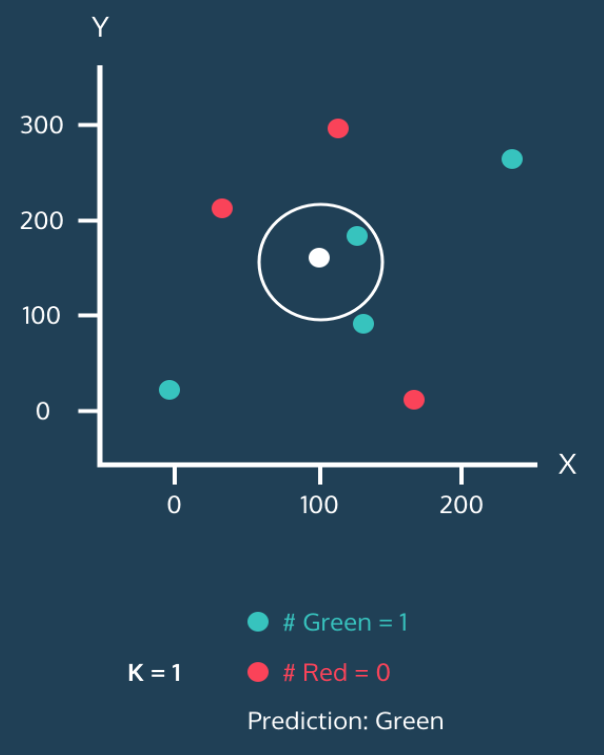 Y
300
200
100
0
X
0 100 200
# Green = 1
K = 1 # Red = 0
Prediction: Green